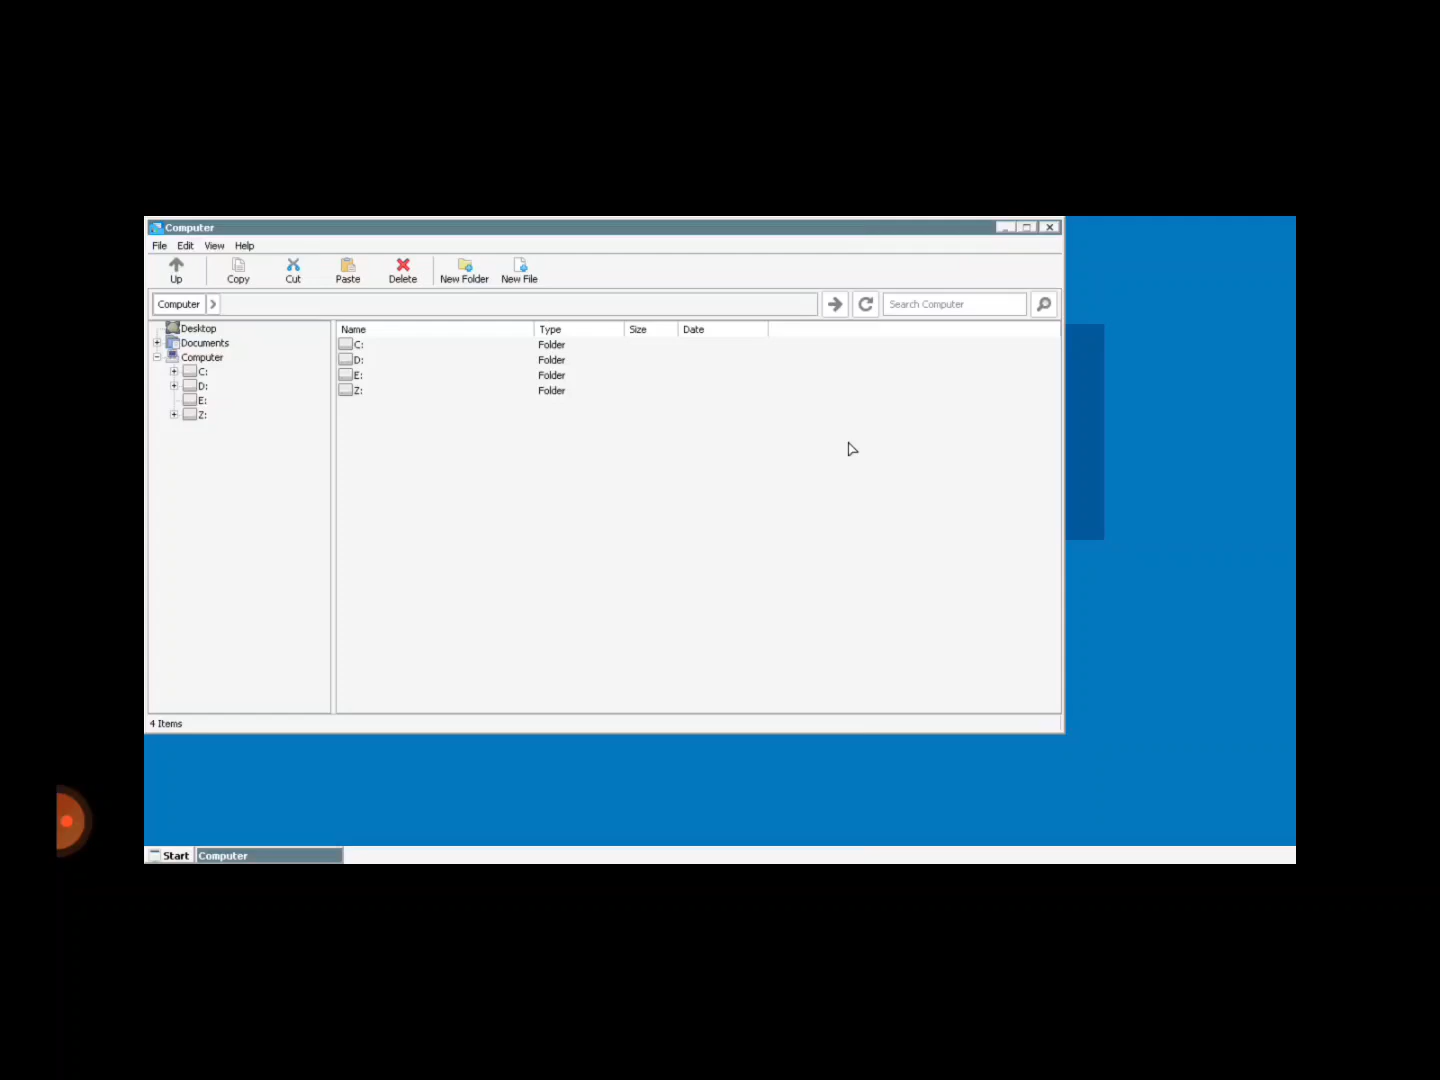 Computer
File Edit View Help
Up Copy Cut Paste Delete New Folder New File
Computer Search Computer
Desktop
Documents
Computer
C:
D:
E:
Z:
Name Type Size Date
C: Folder
D: Folder
E: Folder
Z: Folder
4 Items
Start Computer